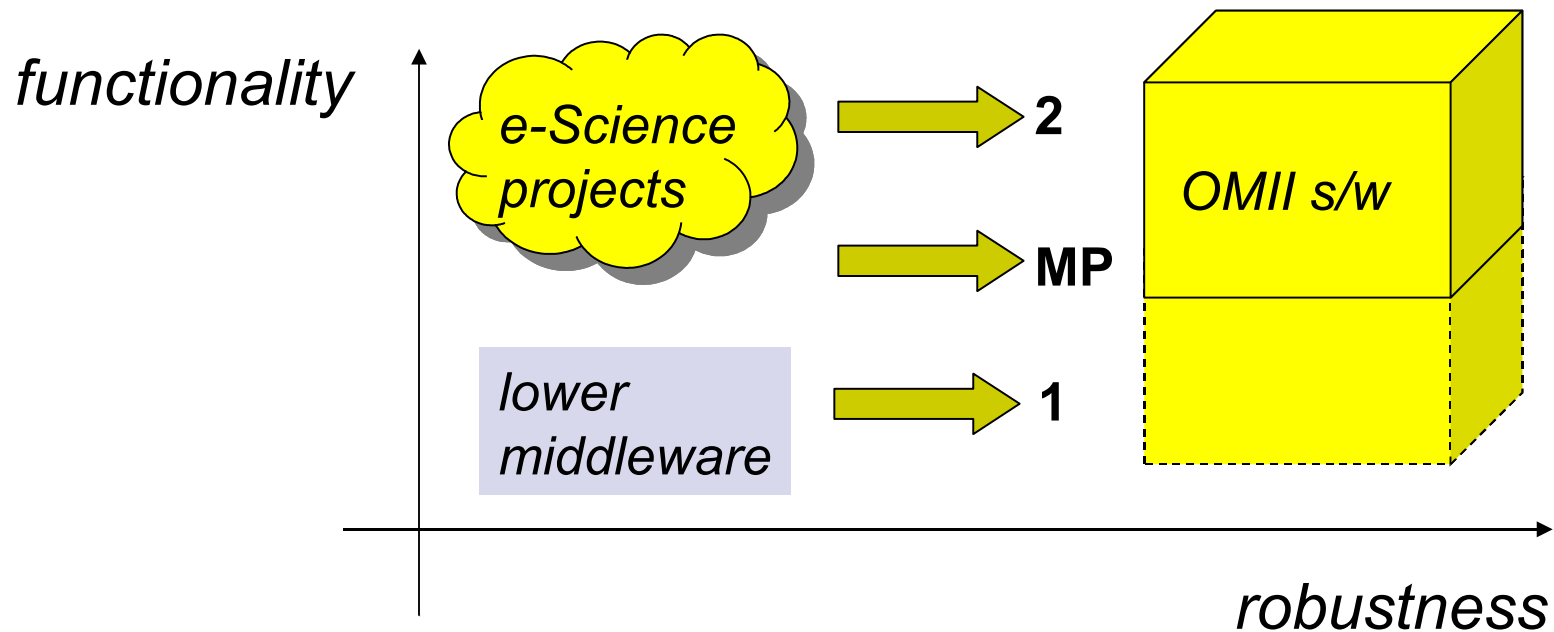 functionality
e-Science
projects
2
OMII s/w
MP
lower
middleware
1
robustness